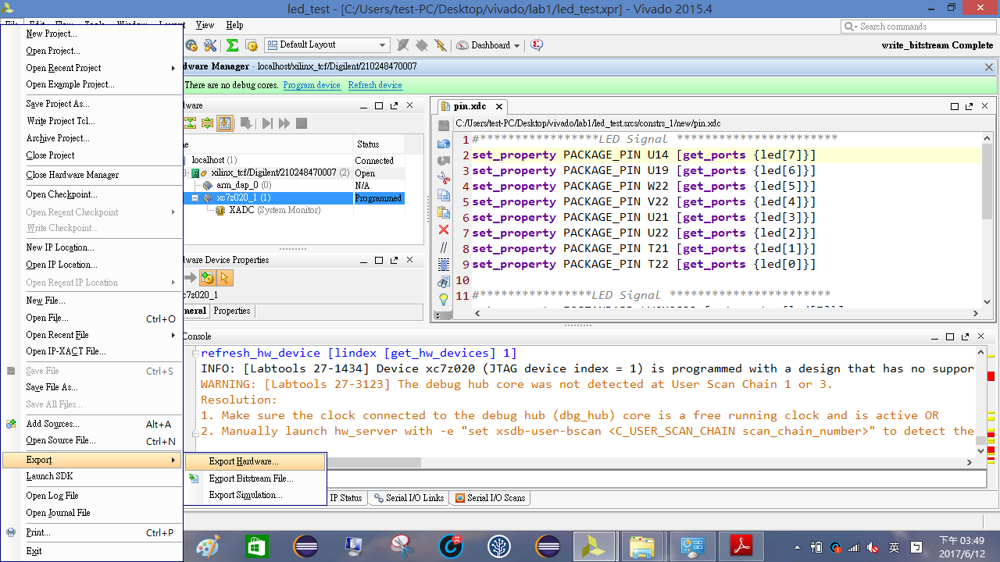 led_test - [C:/Users/test-PC/Desktop/vivado/lab1/led_test.xpr] - Vivado 2015.4
View Help
Search commands
New Project...
Open Project...
Open Recent Project
Open Example Project...
Save Project As...
Write Project Tcl...
Archive Project...
Close Project
Close Hardware Manager
Open Checkpoint...
Open Recent Checkpoint
Write Checkpoint...
New IP Location...
Open IP Location...
Open Recent IP Location
New File...
Open File... Ctrl+O
Open Recent File
Open IP-XACT File...
Save File Ctrl+S
Save File As...
Save All Files...
Add Sources... Alt+A
Open Source File... Ctrl+N
Export
Launch SDK
Open Log File
Open Journal File
Print... Ctrl+P
Exit
Export Hardware...
Export Bitstream File...
Export Simulation...
Default Layout
Dashboard
write_bitstream Complete
dware Manager - localhost/xilinx_tcf/Digilent/210248470007
There are no debug cores. Program device Refresh device
dware
me Status
localhost (1) Connected
xilinx_tcf/Digilent/210248470007 (2) Open
arm_dap_0 (0) N/A
xc7z020_1 (1) Programmed
XADC (System Monitor)
dware Device Properties
c7z020_1
neral Properties
pin.xdc
C:/Users/test-PC/Desktop/vivado/lab1/led_test.srcs/constrs_1/new/pin.xdc
1 #*****************LED Signal ***********************
2 set_property PACKAGE_PIN U14 [get_ports {led[7]}]
3 set_property PACKAGE_PIN U19 [get_ports {led[6]}]
4 set_property PACKAGE_PIN W22 [get_ports {led[5]}]
5 set_property PACKAGE_PIN V22 [get_ports {led[4]}]
6 set_property PACKAGE_PIN U21 [get_ports {led[3]}]
7 set_property PACKAGE_PIN U22 [get_ports {led[2]}]
8 set_property PACKAGE_PIN T21 [get_ports {led[1]}]
9 set_property PACKAGE_PIN T22 [get_ports {led[0]}]
10
11 #****************LED Signal ***********************
Console
refresh_hw_device [lindex [get_hw_devices] 1]
INFO: [Labtools 27-1434] Device xc7z020 (JTAG device index = 1) is programmed with a design that has no suppor
WARNING: [Labtools 27-3123] The debug hub core was not detected at User Scan Chain 1 or 3.
Resolution:
1. Make sure the clock connected to the debug hub (dbg_hub) core is a free running clock and is active OR
2. Manually launch hw_server with -e "set xsdb-user-bscan <C_USER_SCAN_CHAIN scan_chain_number>" to detect the
IP Status Serial I/O Links Serial I/O Scans
英
下午 03:49
2017/6/12